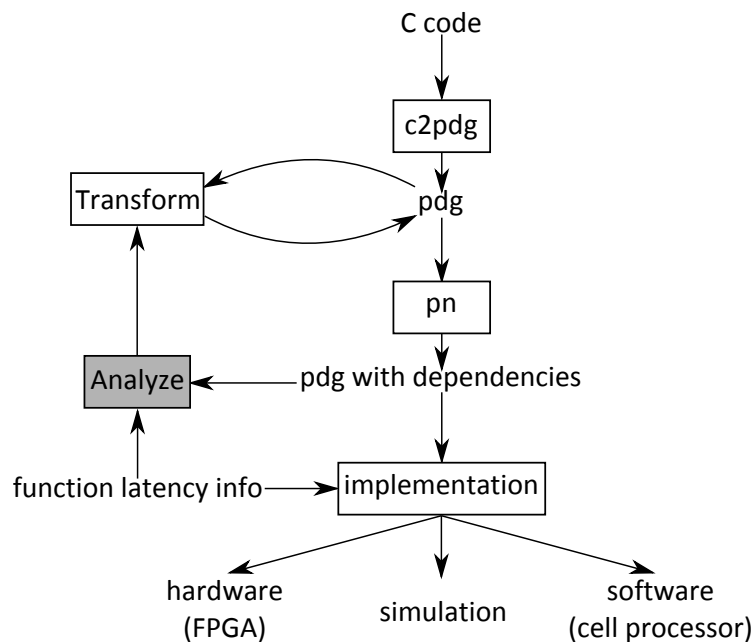 C code
c2pdg
Transform
pdg
pn
Analyze
pdg with dependencies
function latency info
implementation
hardware
(FPGA)
simulation
software
(cell processor)